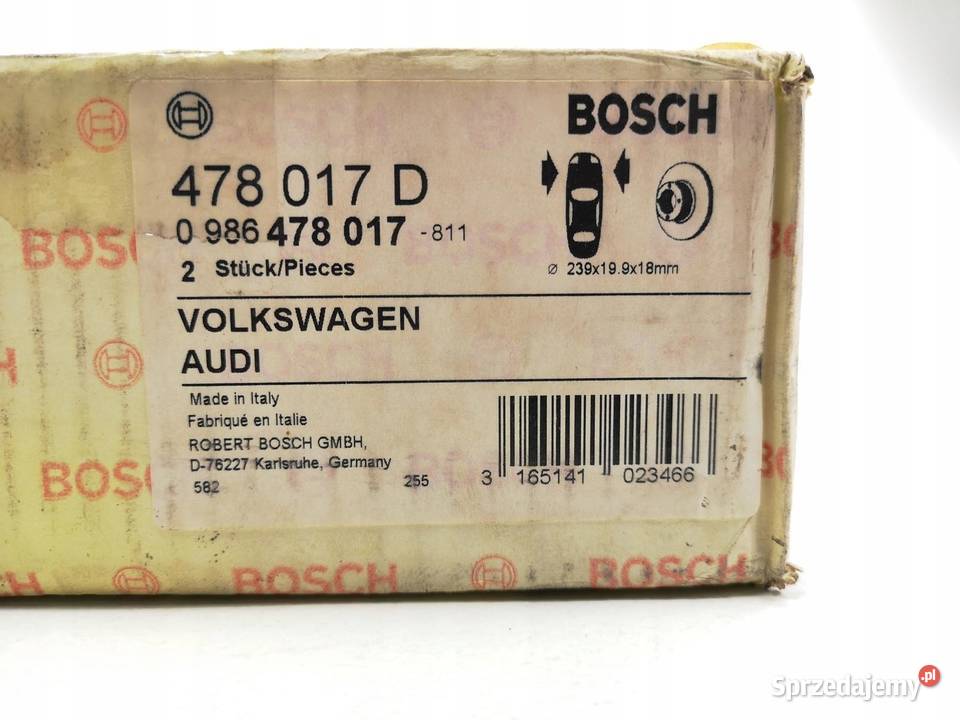 BOSCH
478 017 D
0 986 478 017 - 811
2 Stück/Pieces
Ø 239x19.9x18mm
VOLKSWAGEN
AUDI
Made in Italy
Fabriqué en Italie
ROBERT BOSCH GMBH,
D-76227 Karlsruhe, Germany
582 255
3 165141 023466
BOSCH
BOSCH
BOSCH
BOSCH
Sprzedajemy.pl